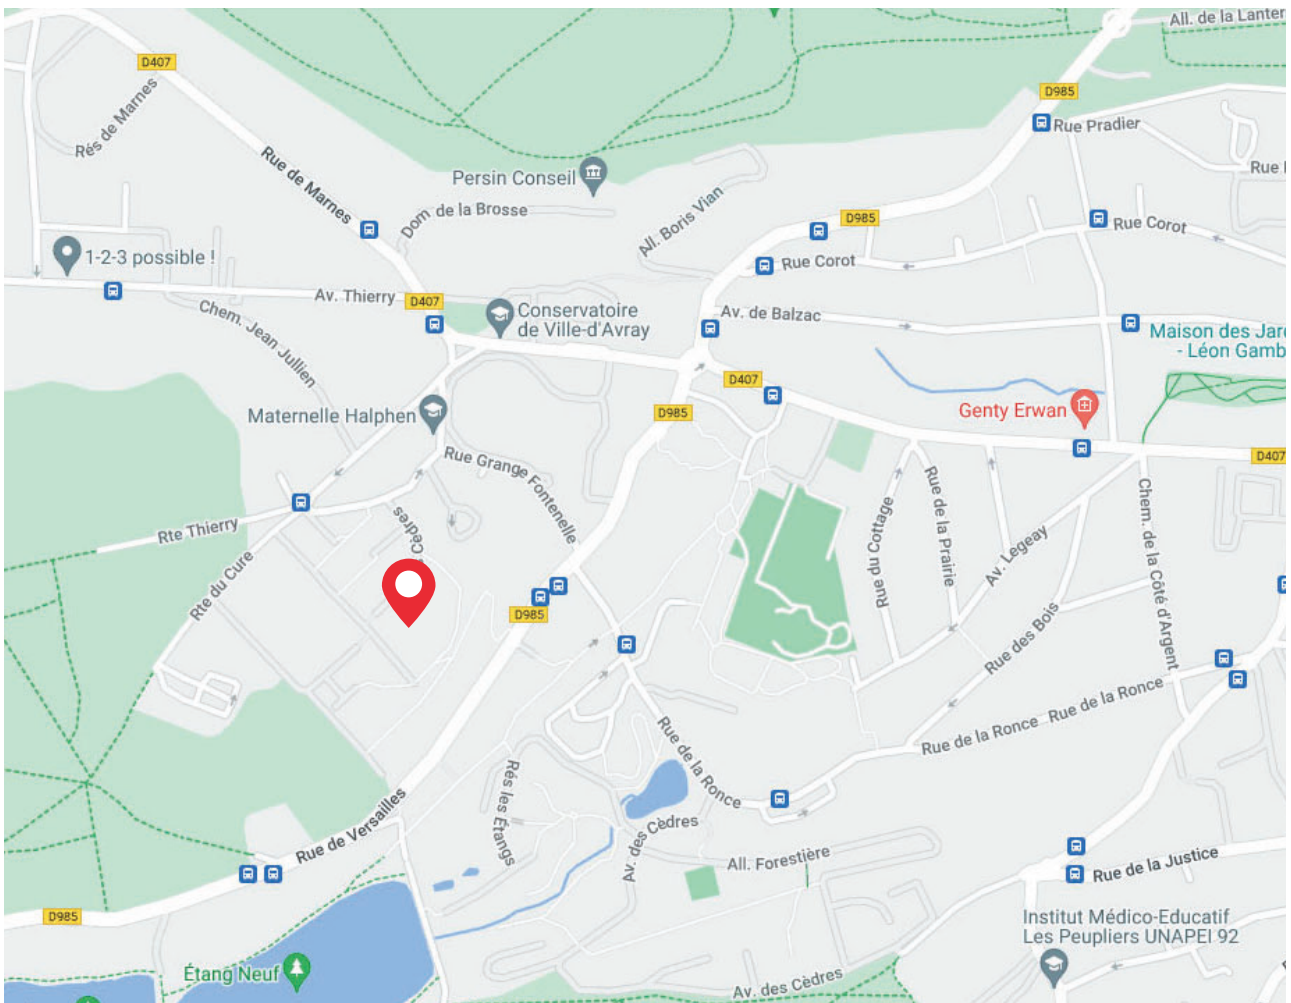 All. de la Lanter
D407
D985
Rue Pradier
Rés de Marnes
Rue de Marnes
Persin Conseil
Rue
Dom. de la Brosse
All. Boris Vian
D985
Rue Corot
1-2-3 possible !
Rue Corot
Av. Thierry
D407
Chem. Jean Jullien
Conservatoire
de Ville-d'Avray
Av. de Balzac
Maison des Jar
- Léon Gamb
D407
D985
Genty Erwan
Maternelle Halphen
Rue Grange Fontenelle
D407
Rte Thierry
Cèdres
Rue du Cottage
Rue de la Prairie
Av. Legeay
Chem. de la Côté d'Argent
Rte du Cure
D985
Rue des Bois
Rue de la Ronce
Rue de la Ronce
Rue de la Ronce
Rés les Étangs
Rue de Versailles
Av. des Cèdres
All. Forestière
Rue de la Justice
D985
Institut Médico-Educatif
Les Peupliers UNAPEI 92
Étang Neuf
Av. des Cèdres